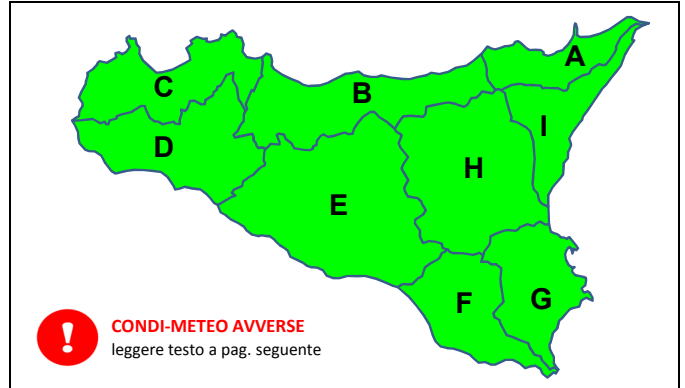 A
B
C
I
D
H
E
F
G
!
CONDI-METEO AVVERSE
leggere testo a pag. seguente